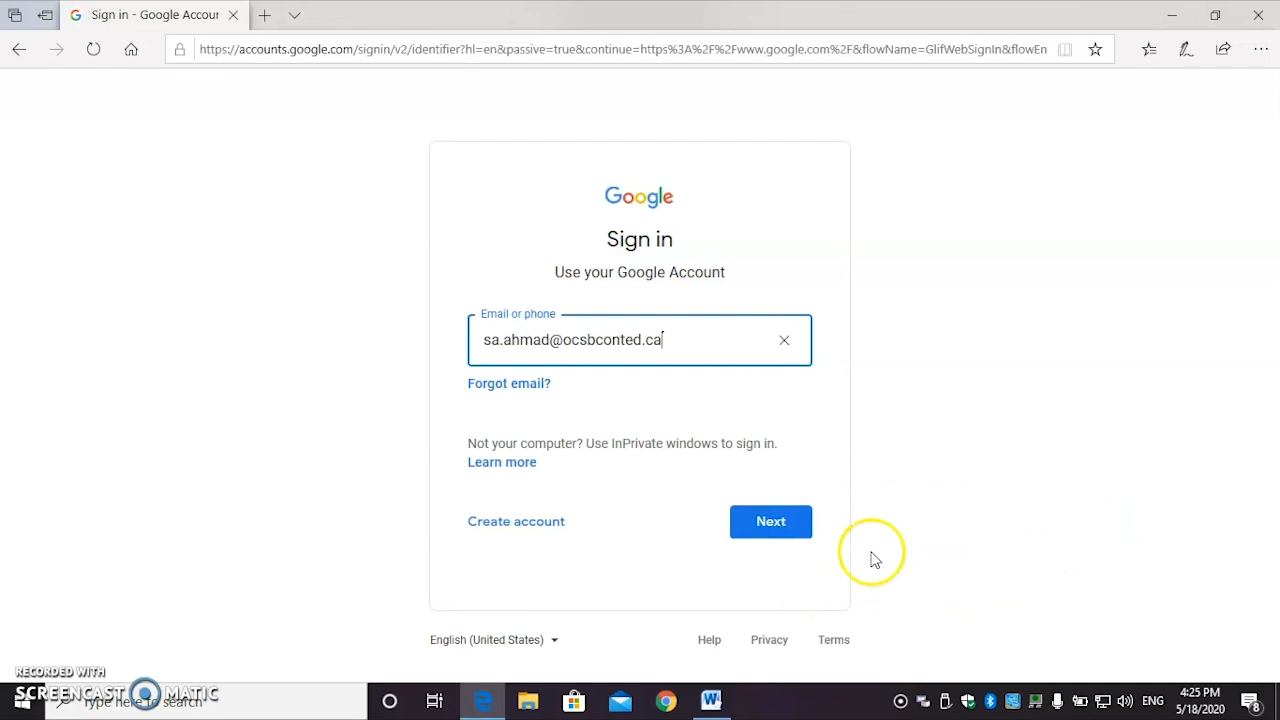 Sign in - Google Accour
https://accounts.google.com/signin/v2/identifier?hl=en&passive=true&continue=https%3A%2F%2Fwww.google.com%2F&flowName=GlifWebSignIn&flowEn
Google
Sign in
Use your Google Account
Email or phone
sa.ahmad@ocsbconted.ca
Forgot email?
Not your computer? Use InPrivate windows to sign in.
Learn more
Create account
Next
English (United States)
Help
Privacy
Terms
RECORDED WITH
SCREENCAST MATIC
Type here to search
ENG
4:25 PM
5/18/2020
8